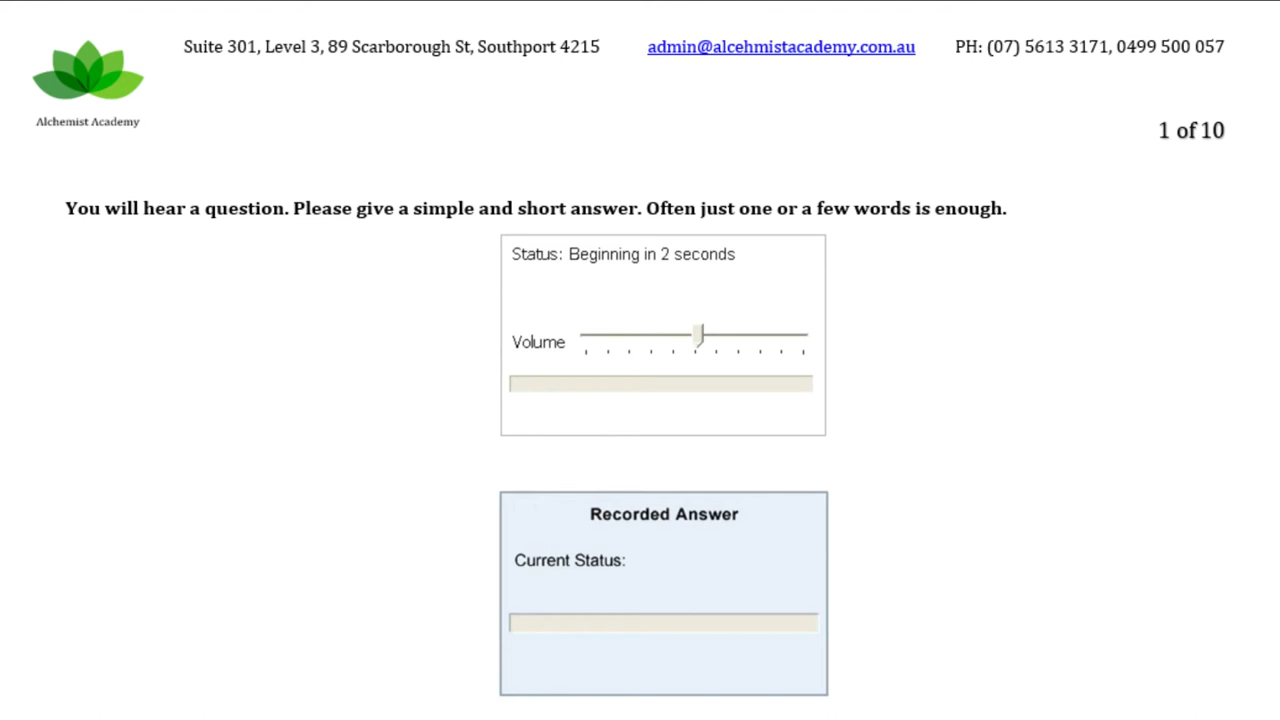 Suite 301, Level 3, 89 Scarborough St, Southport 4215 admin@alcehmistacademy.com.au PH: (07) 5613 3171, 0499 500 057
Alchemist Academy
1 of 10
You will hear a question. Please give a simple and short answer. Often just one or a few words is enough.
Status: Beginning in 2 seconds
Volume
Recorded Answer
Current Status: